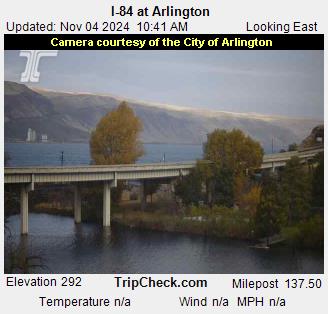 I-84 at Arlington
Updated: Nov 04 2024 10:41 AM Looking East
Camera courtesy of the City of Arlington
Elevation 292 TripCheck.com Milepost 137.50
Temperature n/a Wind n/a MPH n/a